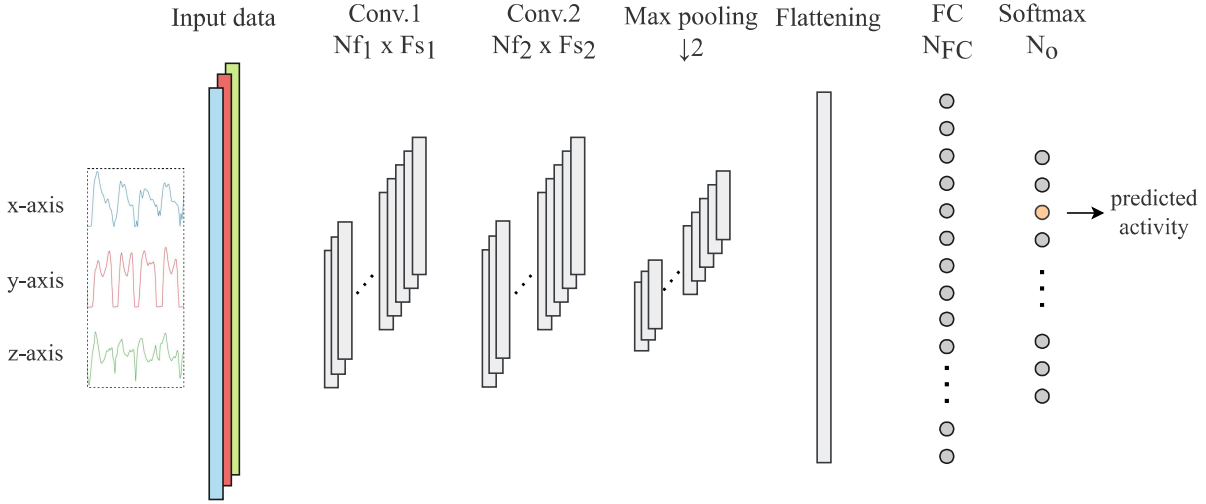 Input data
Conv.1
Nf1 x Fs1
Conv.2
Nf2 x Fs2
Max pooling
↓2
Flattening
FC
NFC
Softmax
No
x-axis
y-axis
z-axis
predicted
activity